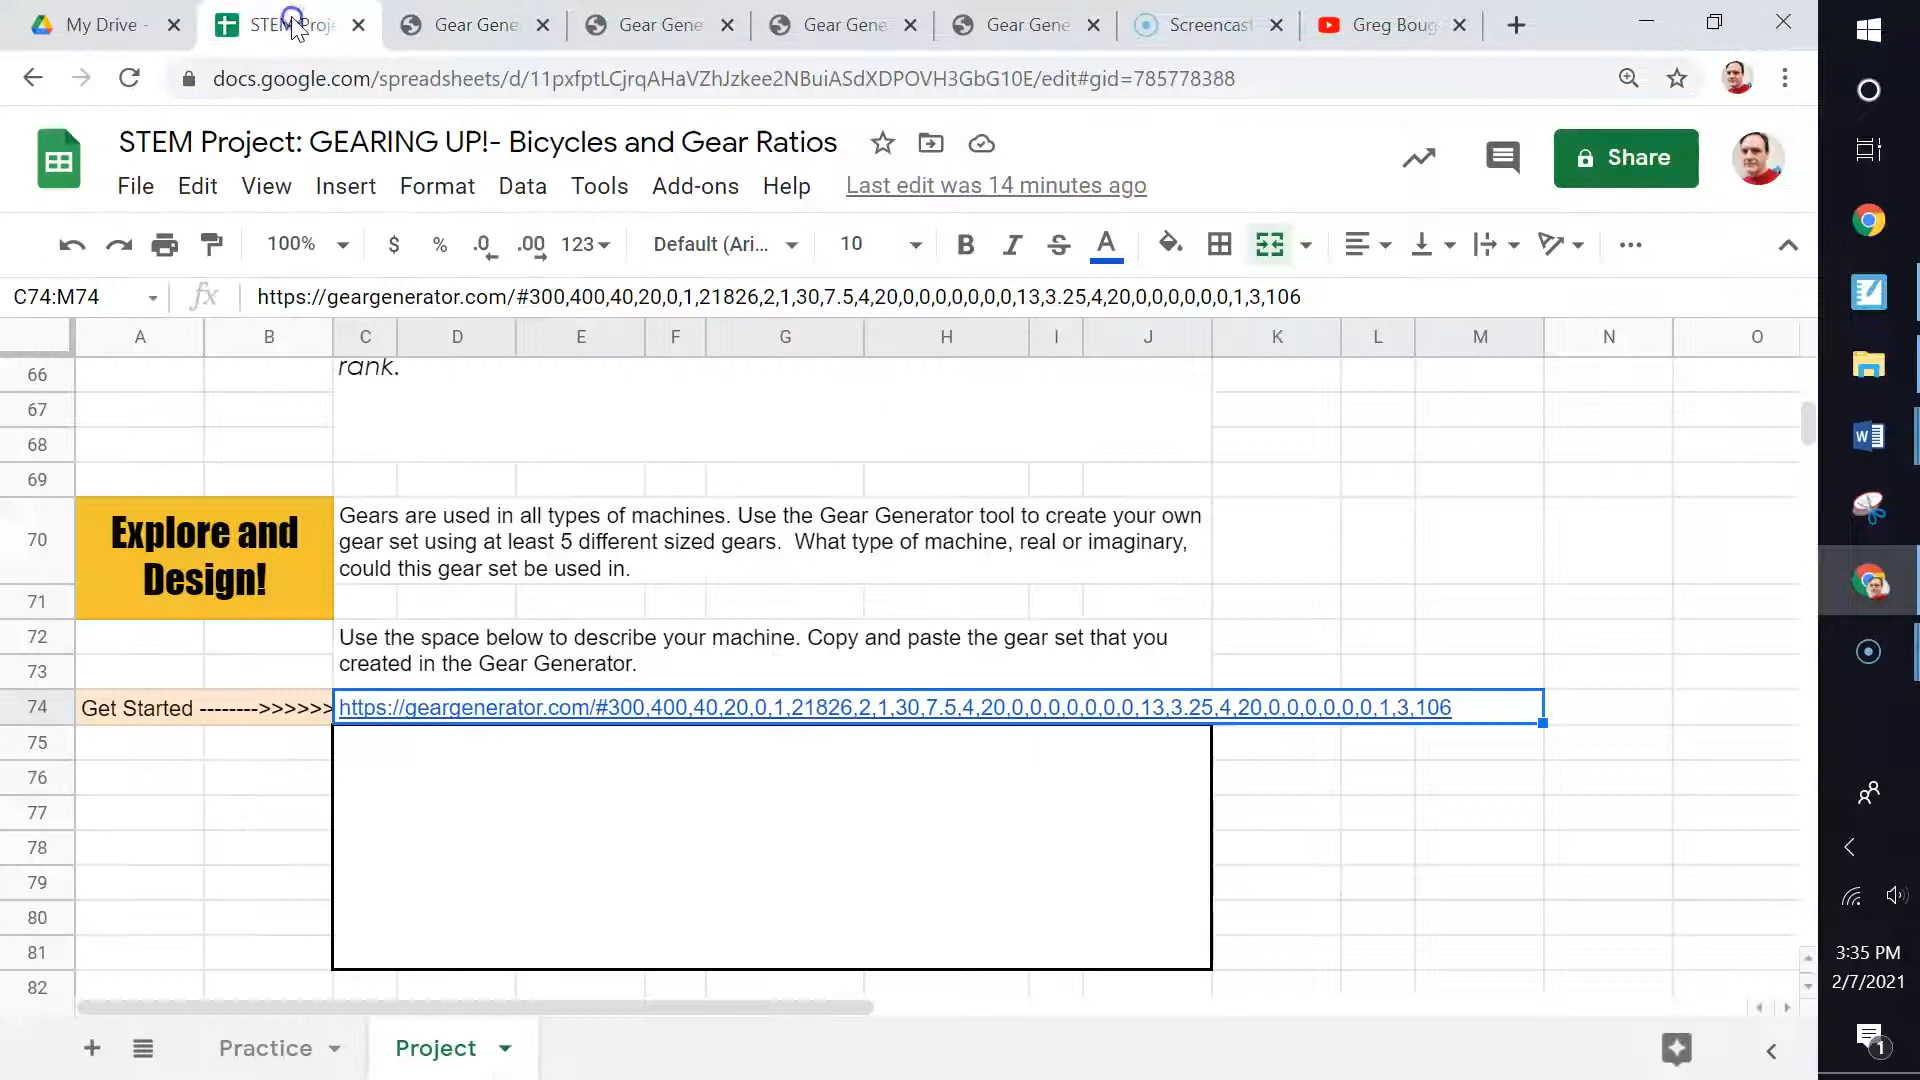 My Drive -
STEM Proje
Gear Gene
Gear Gene
Gear Gene
Gear Gene
Screencast
Greg Boug
docs.google.com/spreadsheets/d/11pxfptLCjrqAHaVZhJzkee2NBuiASdXDPOVH3GbG10E/edit#gid=785778388
STEM Project: GEARING UP!- Bicycles and Gear Ratios
Share
File Edit View Insert Format Data Tools Add-ons Help Last edit was 14 minutes ago
100% $ % .0 .00 123 Default (Ari... 10 B I S A
C74:M74 fx https://geargenerator.com/#300,400,40,20,0,1,21826,2,1,30,7.5,4,20,0,0,0,0,0,0,13,3.25,4,20,0,0,0,0,0,0,1,3,106
A B C D E F G H I J K L M N O
66 rank.
67
68
69
70
Explore and
Design!
Gears are used in all types of machines. Use the Gear Generator tool to create your own
gear set using at least 5 different sized gears. What type of machine, real or imaginary,
could this gear set be used in.
71
72
73
Use the space below to describe your machine. Copy and paste the gear set that you
created in the Gear Generator.
74 Get Started -------->>>>>> https://geargenerator.com/#300,400,40,20,0,1,21826,2,1,30,7.5,4,20,0,0,0,0,0,0,0,13,3.25,4,20,0,0,0,0,0,0,1,3,106
75
76
77
78
79
80
81
82
Practice
Project
3:35 PM
2/7/2021
1